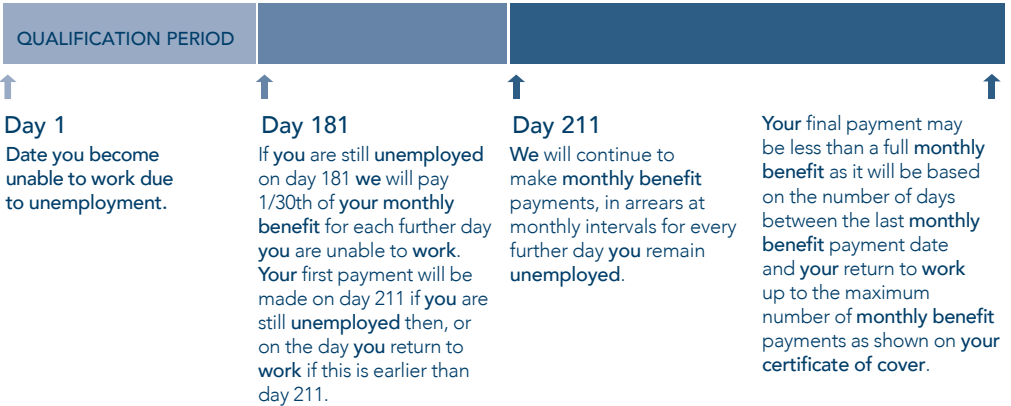 QUALIFICATION PERIOD
Day 1
Date you become
unable to work due
to unemployment.
Day 181
If you are still unemployed
on day 181 we will pay
1/30th of your monthly
benefit for each further day
you are unable to work.
Your first payment will be
made on day 211 if you are
still unemployed then, or
on the day you return to
work if this is earlier than
day 211.
Day 211
We will continue to
make monthly benefit
payments, in arrears at
monthly intervals for every
further day you remain
unemployed.
Your final payment may
be less than a full monthly
benefit as it will be based
on the number of days
between the last monthly
benefit payment date
and your return to work
up to the maximum
number of monthly benefit
payments as shown on your
certificate of cover.